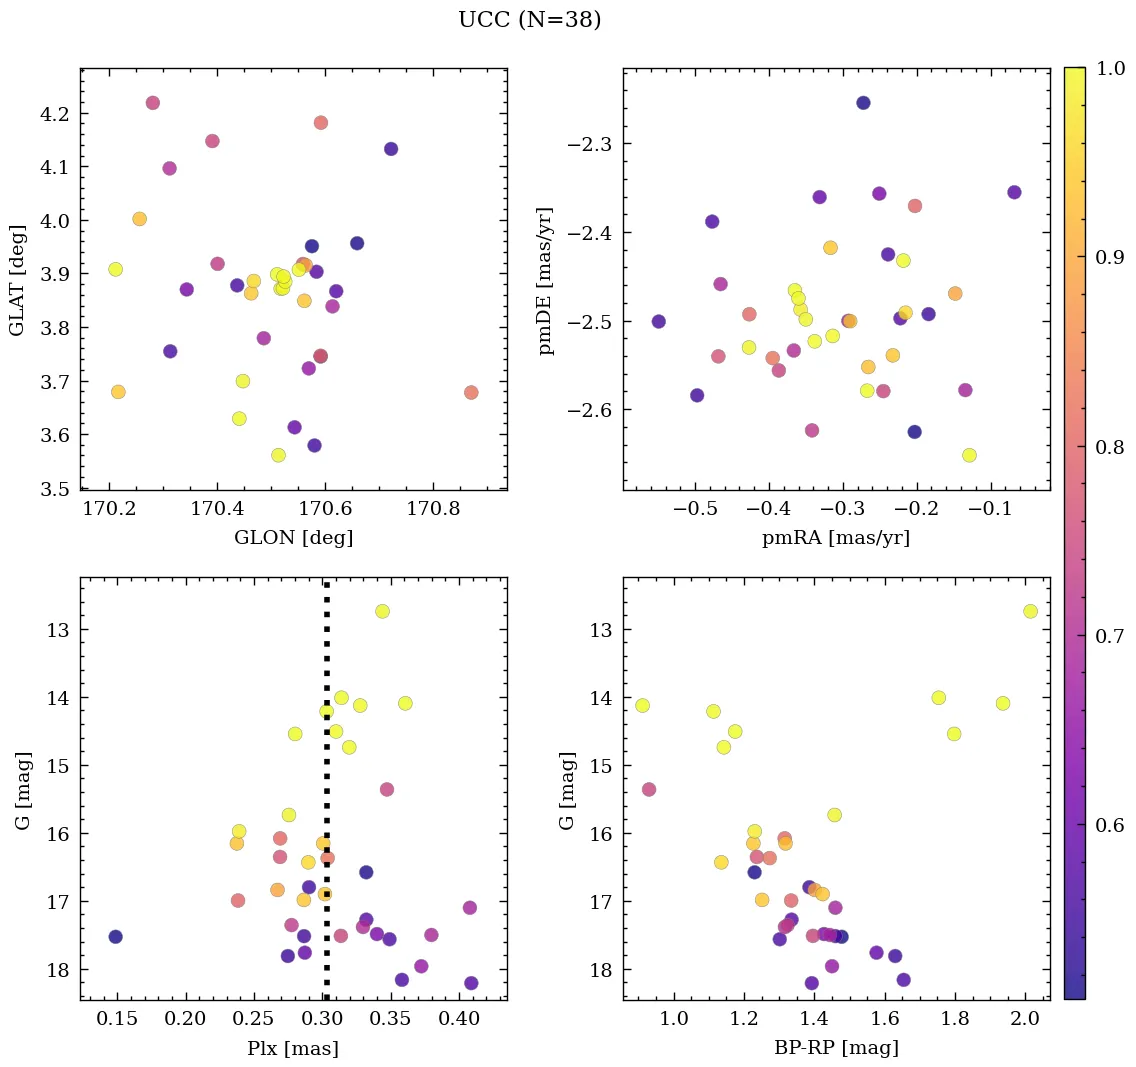 UCC (N=38)
4.2
4.1
4.0
3.9
3.8
3.7
3.6
3.5
GLAT [deg]
170.2 170.4 170.6 170.8
GLON [deg]
−2.3
−2.4
−2.5
−2.6
pmDE [mas/yr]
−0.5 −0.4 −0.3 −0.2 −0.1
pmRA [mas/yr]
13
14
15
16
17
18
G [mag]
0.15 0.20 0.25 0.30 0.35 0.40
Plx [mas]
13
14
15
16
17
18
G [mag]
1.0 1.2 1.4 1.6 1.8 2.0
BP-RP [mag]
1.0
0.9
0.8
0.7
0.6